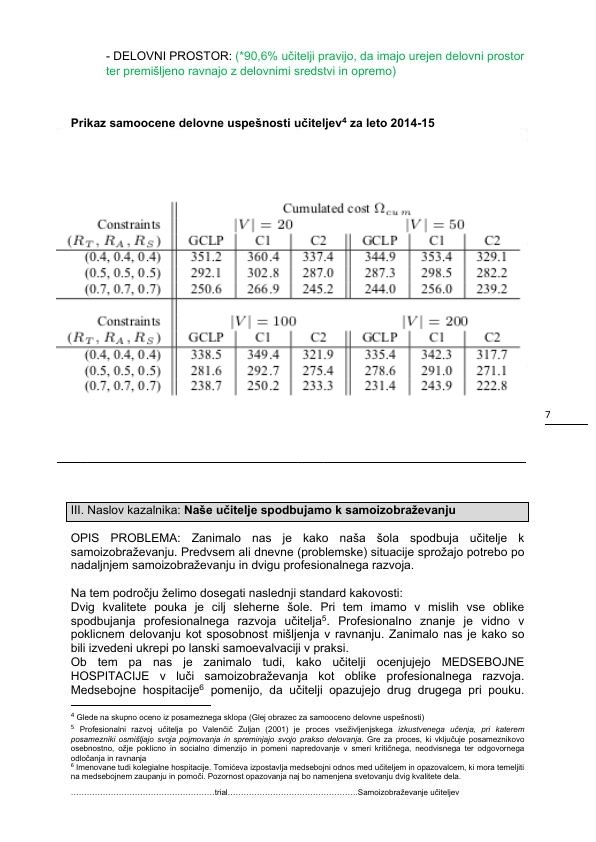 - DELOVNI PROSTOR: (*90,6% učitelji pravijo, da imajo urejen delovni prostor
ter premišljeno ravnajo z delovnimi sredstvi in opremo)
Prikaz samoocene delovne uspešnosti učiteljev⁴ za leto 2014-15
Cumulated cost Ω_cum
Constraints |V| = 20 |V| = 50
(R_T, R_A, R_S) GCLP C1 C2 GCLP C1 C2
(0.4, 0.4, 0.4) 351.2 360.4 337.4 344.9 353.4 329.1
(0.5, 0.5, 0.5) 292.1 302.8 287.0 287.3 298.5 282.2
(0.7, 0.7, 0.7) 250.6 266.9 245.2 244.0 256.0 239.2
Constraints |V| = 100 |V| = 200
(R_T, R_A, R_S) GCLP C1 C2 GCLP C1 C2
(0.4, 0.4, 0.4) 338.5 349.4 321.9 335.4 342.3 317.7
(0.5, 0.5, 0.5) 281.6 292.7 275.4 278.6 291.0 271.1
(0.7, 0.7, 0.7) 238.7 250.2 233.3 231.4 243.9 222.8
7
III. Naslov kazalnika: Naše učitelje spodbujamo k samoizobraževanju
OPIS PROBLEMA: Zanimalo nas je kako naša šola spodbuja učitelje k
samoizobraževanju. Predvsem ali dnevne (problemske) situacije sprožajo potrebo po
nadaljnjem samoizobraževanju in dvigu profesionalnega razvoja.
Na tem področju želimo dosegati naslednji standard kakovosti:
Dvig kvalitete pouka je cilj sleherne šole. Pri tem imamo v mislih vse oblike
spodbujanja profesionalnega razvoja učitelja⁵. Profesionalno znanje je vidno v
poklicnem delovanju kot sposobnost mišljenja v ravnanju. Zanimalo nas je kako so
bili izvedeni ukrepi po lanski samoevalvaciji v praksi.
Ob tem pa nas je zanimalo tudi, kako učitelji ocenjujejo MEDSEBOJNE
HOSPITACIJE v luči samoizobraževanja kot oblike profesionalnega razvoja.
Medsebojne hospitacije⁶ pomenijo, da učitelji opazujejo drug drugega pri pouku.
⁴ Glede na skupno oceno iz posameznega sklopa (Glej obrazec za samooceno delovne uspešnosti)
⁵ Profesionalni razvoj učitelja po Valenčič Zuljan (2001) je proces vseživljenjskega izkustvenega učenja, pri katerem
posamezniki osmišljajo svoja pojmovanja in spreminjajo svojo prakso delovanja. Gre za proces, ki vključuje posameznikovo
osebnostno, ožje poklicno in socialno dimenzijo in pomeni napredovanje v smeri kritičnega, neodvisnega ter odgovornega
odločanja in ravnanja
⁶ Imenovane tudi kolegialne hospitacije. Tomićeva izpostavlja medsebojni odnos med učiteljem in opazovalcem, ki mora temeljiti
na medsebojnem zaupanju in pomoči. Pozornost opazovanja naj bo namenjena svetovanju dvig kvalitete dela.
……………………………………………….trial………………………………………….Samoizobraževanje učiteljev